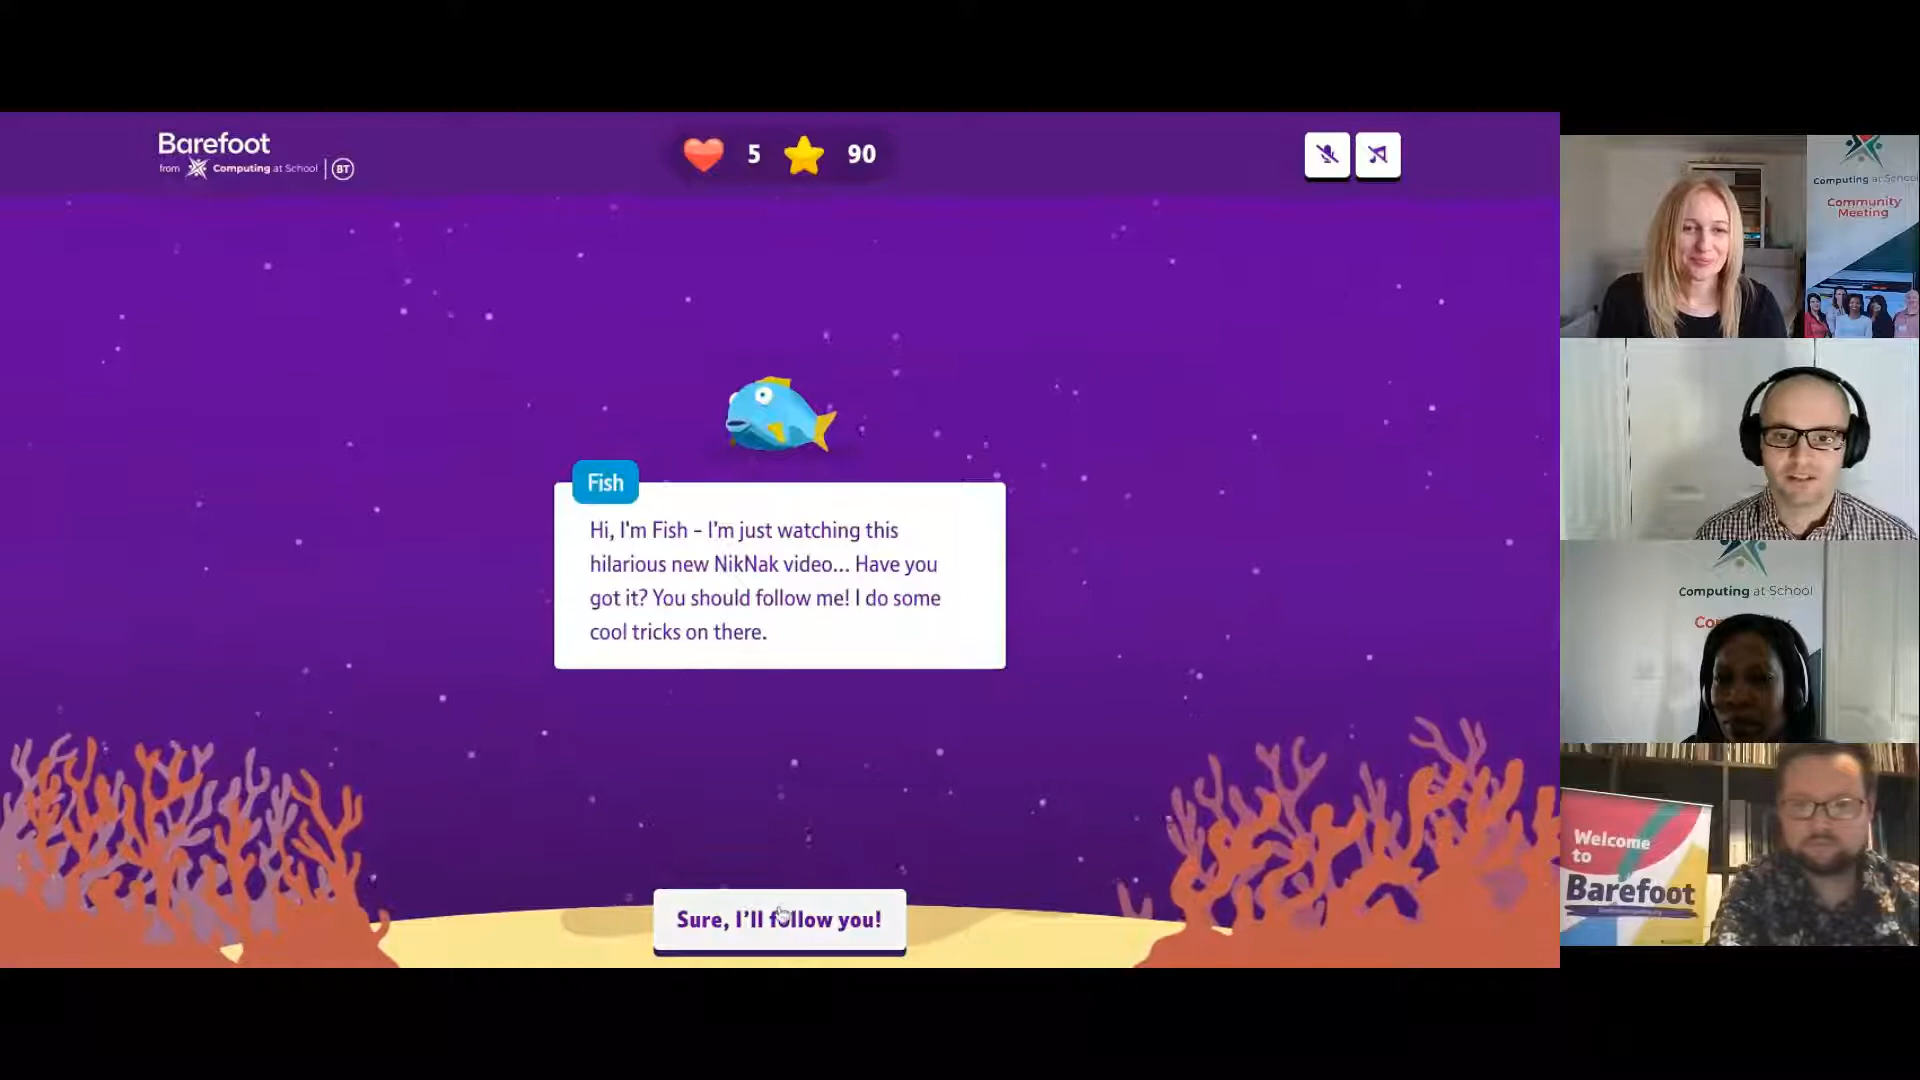 Barefoot
from Computing at School | BT
5 90
Fish
Hi, I'm Fish - I'm just watching this
hilarious new NikNak video... Have you
got it? You should follow me! I do some
cool tricks on there.
Sure, I'll follow you!
Computing at School
Community
Meeting
Computing at School
Welcome
to
Barefoot